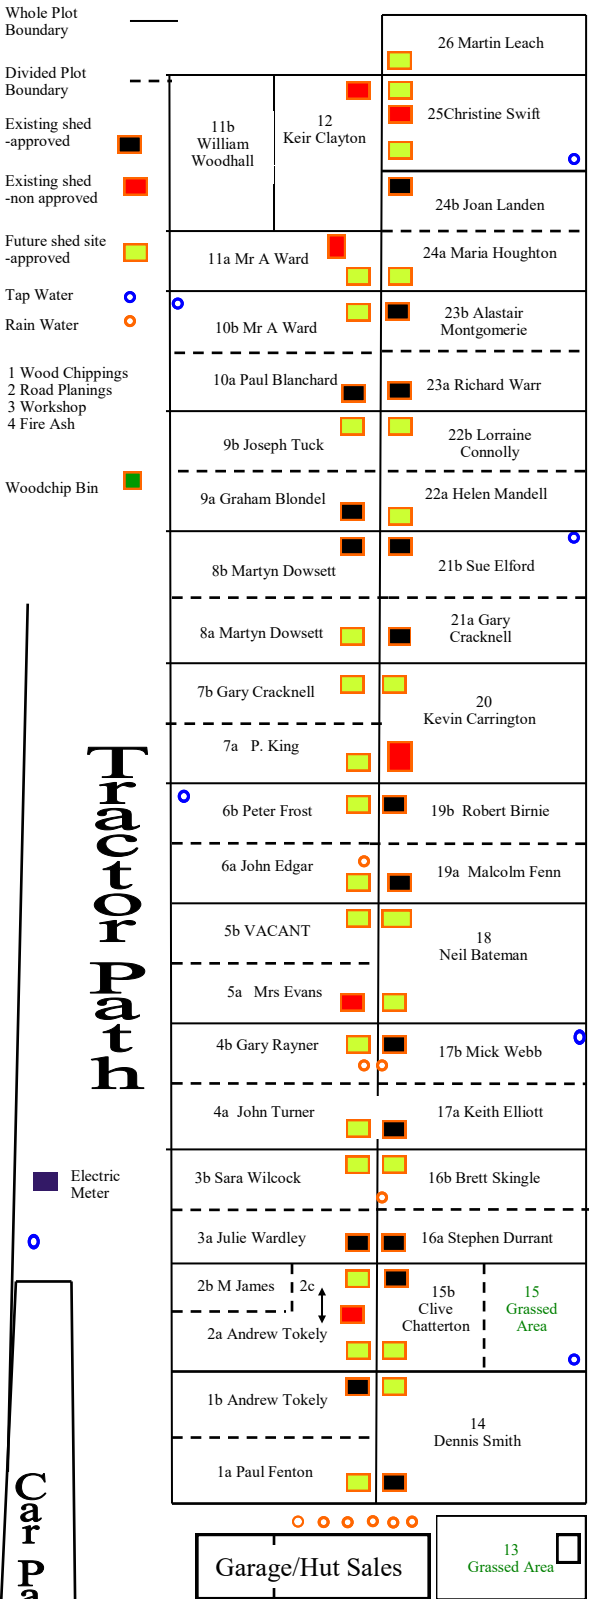 Whole Plot
Boundary
Divided Plot
Boundary
Existing shed
-approved
Existing shed
-non approved
Future shed site
-approved
Tap Water
Rain Water
1 Wood Chippings
2 Road Planings
3 Workshop
4 Fire Ash
Woodchip Bin
Tractor Path
Electric
Meter
Car Pa
26 Martin Leach
11b
William
Woodhall
12
Keir Clayton
25Christine Swift
24b Joan Landen
11a Mr A Ward
24a Maria Houghton
10b Mr A Ward
23b Alastair
Montgomerie
10a Paul Blanchard
23a Richard Warr
9b Joseph Tuck
22b Lorraine
Connolly
9a Graham Blondel
22a Helen Mandell
8b Martyn Dowsett
21b Sue Elford
8a Martyn Dowsett
21a Gary
Cracknell
7b Gary Cracknell
20
Kevin Carrington
7a P. King
6b Peter Frost
19b Robert Birnie
6a John Edgar
19a Malcolm Fenn
5b VACANT
18
Neil Bateman
5a Mrs Evans
4b Gary Rayner
17b Mick Webb
4a John Turner
17a Keith Elliott
3b Sara Wilcock
16b Brett Skingle
3a Julie Wardley
16a Stephen Durrant
2b M James
2c
2a Andrew Tokely
15b
Clive
Chatterton
15
Grassed
Area
1b Andrew Tokely
14
Dennis Smith
1a Paul Fenton
Garage/Hut Sales
13
Grassed Area